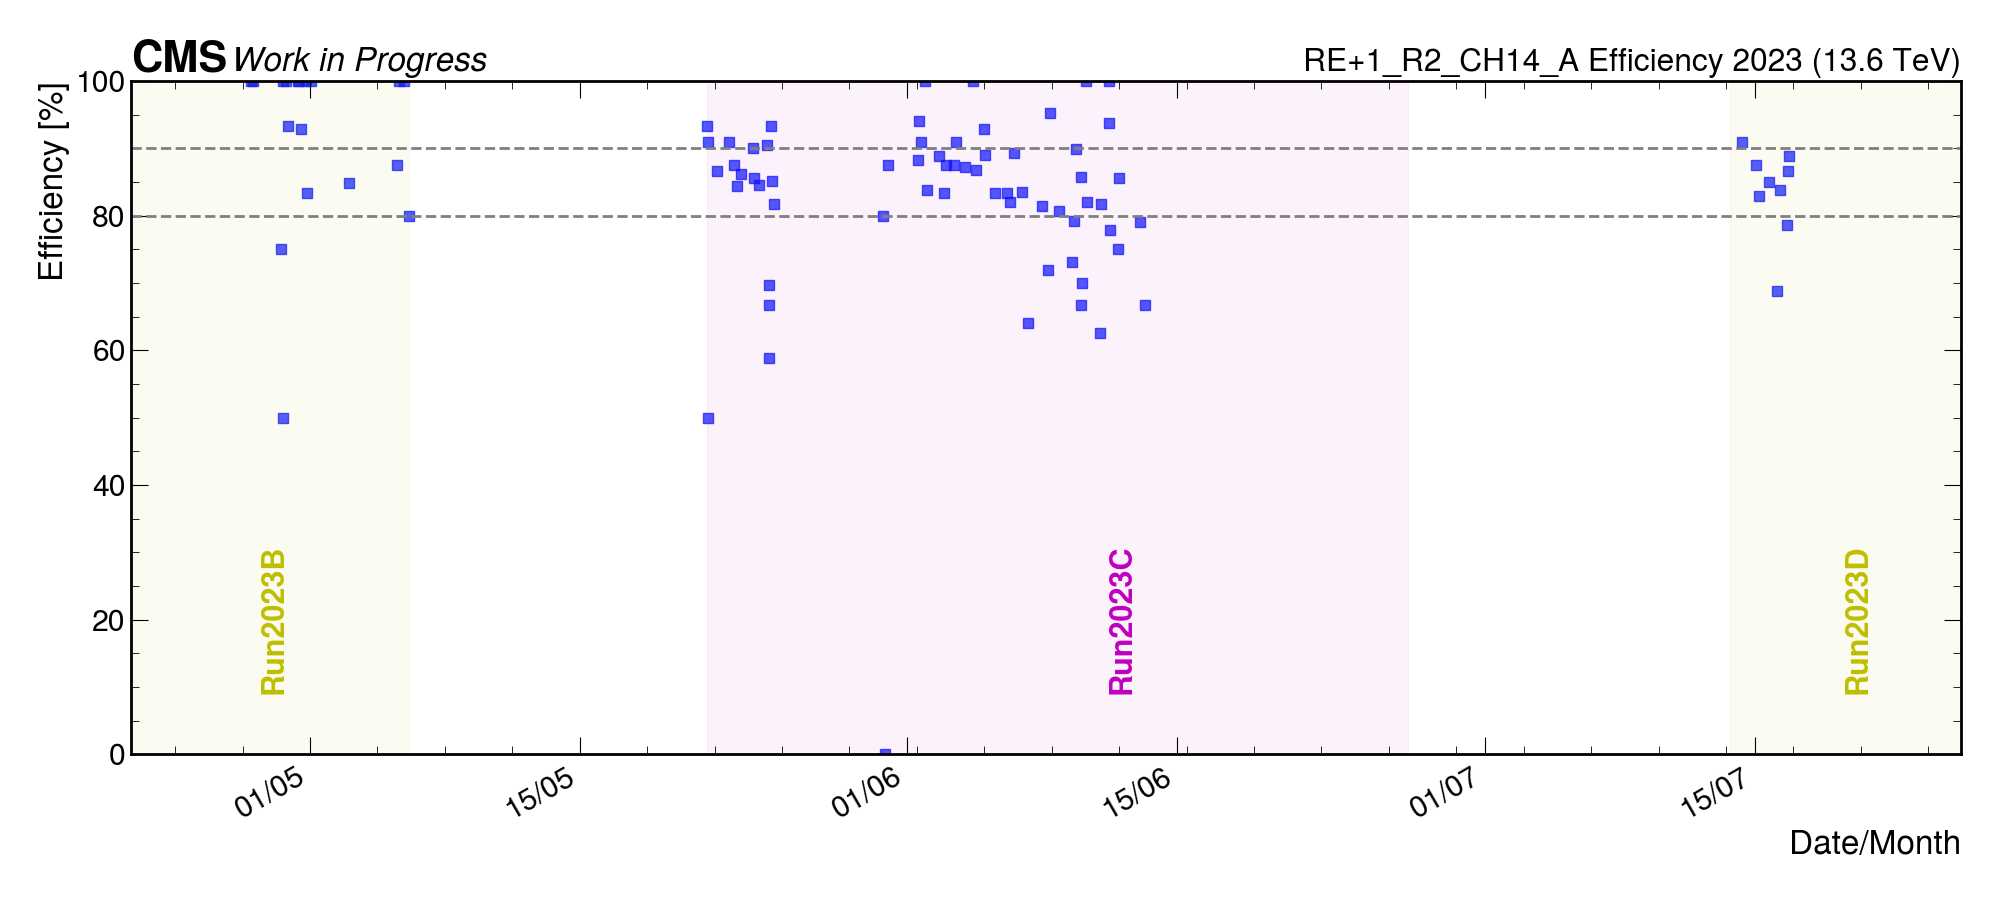 CMS Work in Progress
RE+1_R2_CH14_A Efficiency 2023 (13.6 TeV)
Efficiency [%]
100
80
60
40
20
0
Run2023B
Run2023C
Run2023D
01/05
15/05
01/06
15/06
01/07
15/07
Date/Month